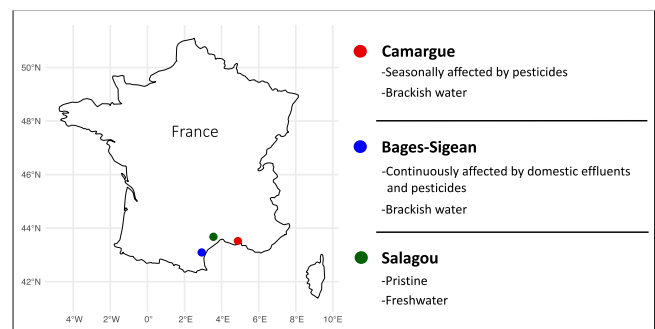 50°N
48°N
46°N
44°N
42°N
4°W 2°W 0° 2°E 4°E 6°E 8°E 10°E
France
Camargue
-Seasonally affected by pesticides
-Brackish water
Bages-Sigean
-Continuously affected by domestic effluents
and pesticides
-Brackish water
Salagou
-Pristine
-Freshwater